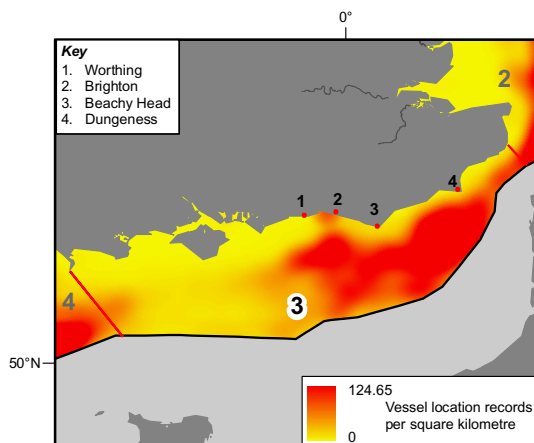 0°
Key
1. Worthing
2. Brighton
3. Beachy Head
4. Dungeness
2
4
1
2
3
3
4
50°N
124.65
Vessel location records
per square kilometre
0